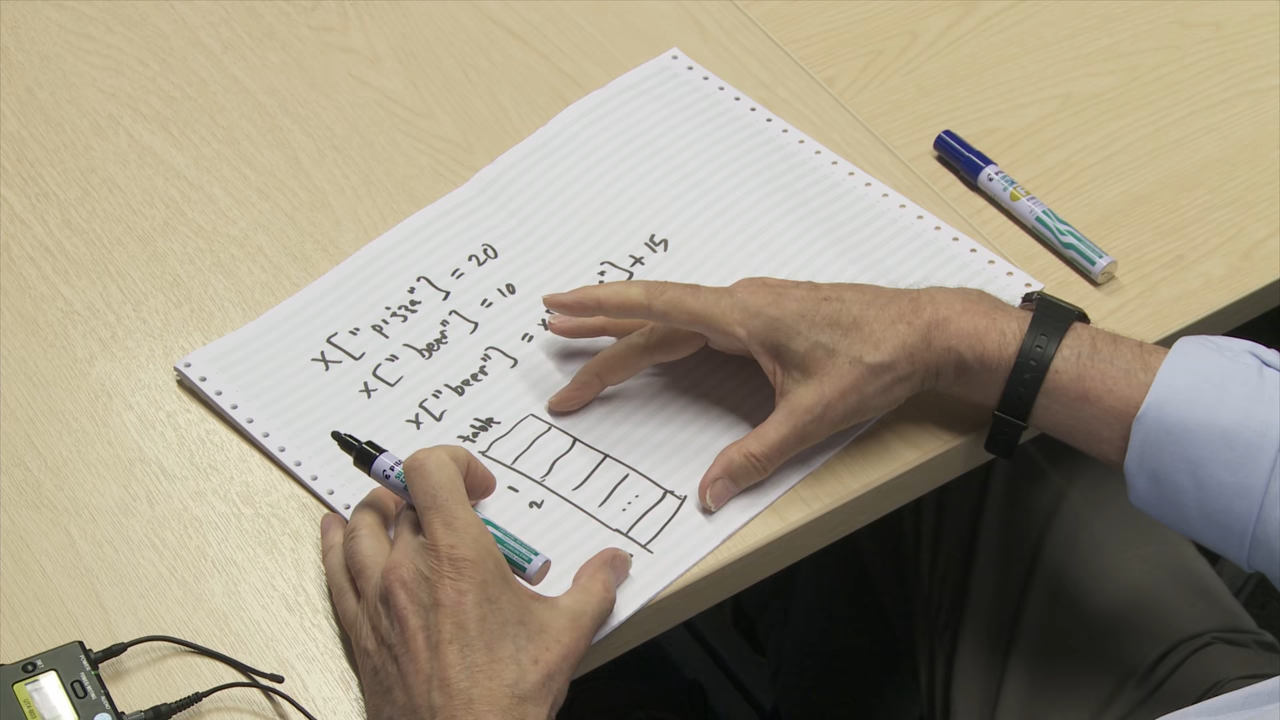 x["pizza"] = 20
x["beer"] = 10
x["beer"] = x "] + 15
table
1
2